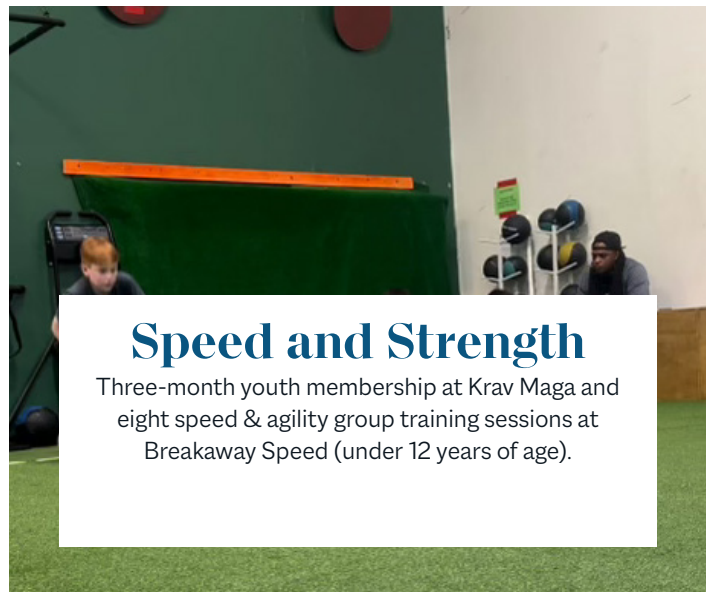 Speed and Strength
Three-month youth membership at Krav Maga and
eight speed & agility group training sessions at
Breakaway Speed (under 12 years of age).